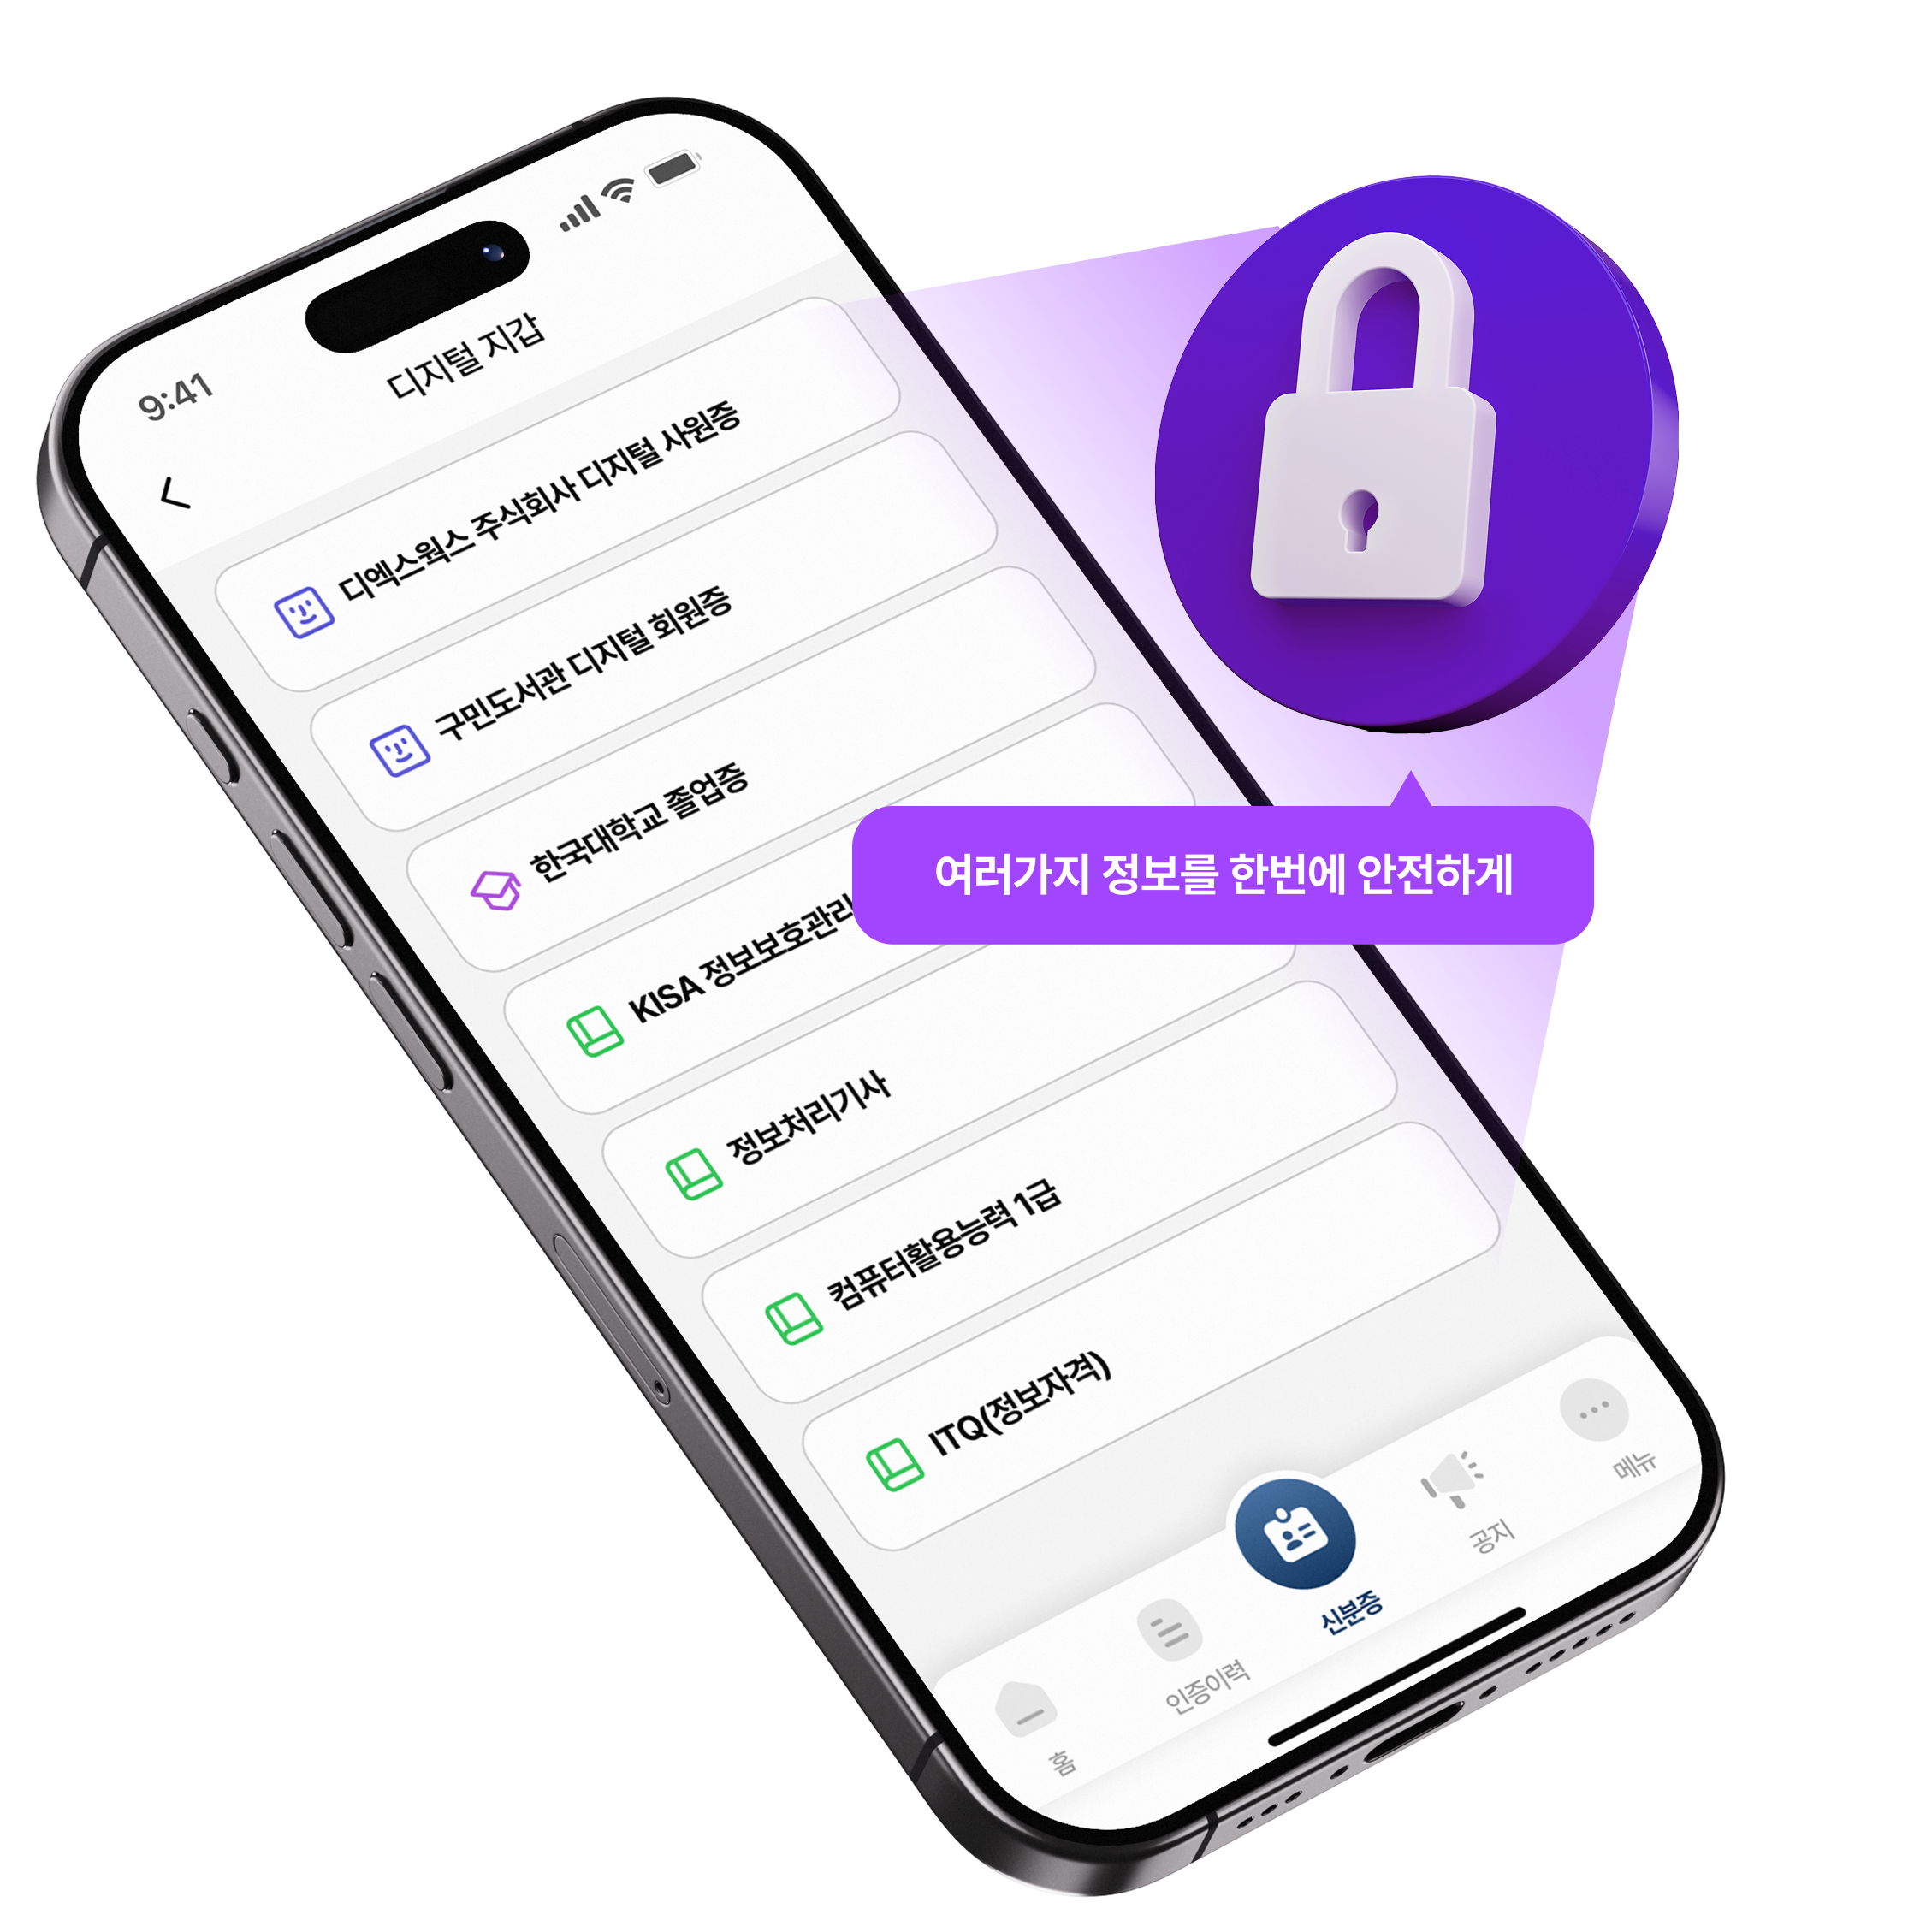 9:41
디지털 지갑
디엑스웍스 주식회사 디지털 사원증
구민도서관 디지털 회원증
한국대학교 졸업증
KISA 정보보호관리
여러가지 정보를 한번에 안전하게
정보처리기사
컴퓨터활용능력 1급
ITQ(정보자격)
홈
인증이력
신분증
공지
메뉴